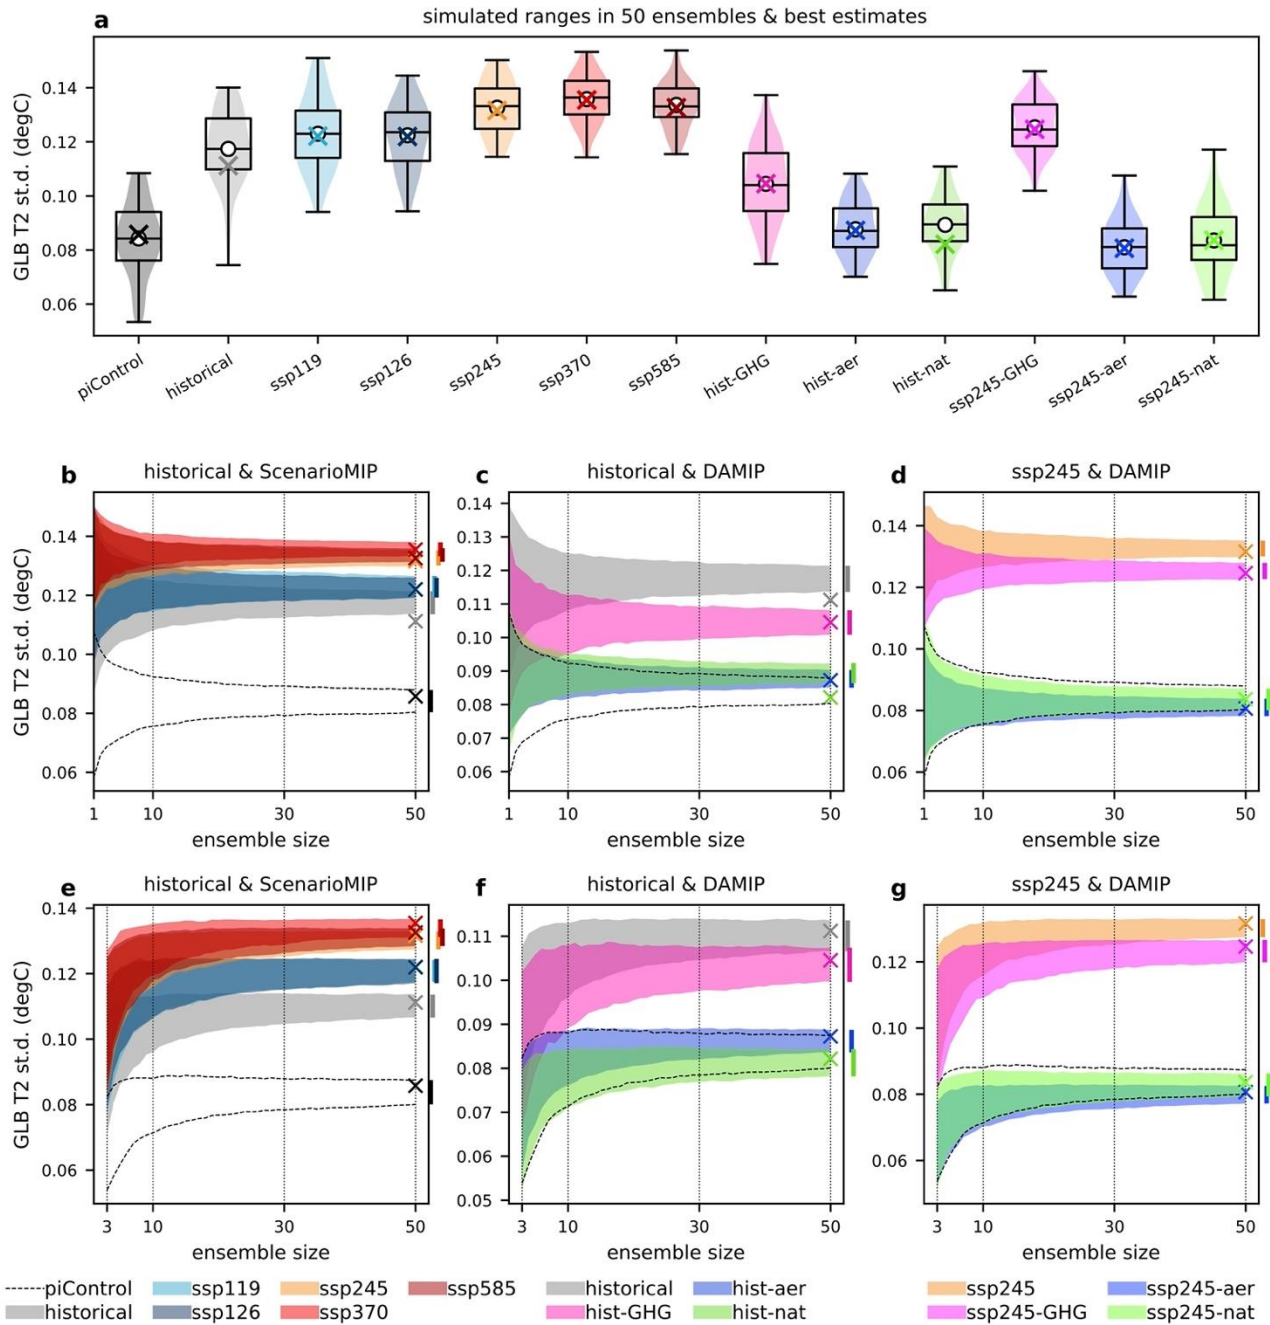 a simulated ranges in 50 ensembles & best estimates
GLB T2 st.d. (degC)
0.14
0.12
0.10
0.08
0.06
piControl historical ssp119 ssp126 ssp245 ssp370 ssp585 hist-GHG hist-aer hist-nat ssp245-GHG ssp245-aer ssp245-nat
b historical & ScenarioMIP
GLB T2 st.d. (degC)
0.14
0.12
0.10
0.08
0.06
1 10 30 50
ensemble size
c historical & DAMIP
0.14
0.13
0.12
0.11
0.10
0.09
0.08
0.07
0.06
1 10 30 50
ensemble size
d ssp245 & DAMIP
0.14
0.12
0.10
0.08
0.06
1 10 30 50
ensemble size
e historical & ScenarioMIP
GLB T2 st.d. (degC)
0.14
0.12
0.10
0.08
0.06
3 10 30 50
ensemble size
f historical & DAMIP
0.11
0.10
0.09
0.08
0.07
0.06
0.05
3 10 30 50
ensemble size
g ssp245 & DAMIP
0.12
0.10
0.08
0.06
3 10 30 50
ensemble size
piControl ssp119 ssp245 ssp585 historical hist-aer ssp245 ssp245-aer
historical ssp126 ssp370 hist-GHG hist-nat ssp245-GHG ssp245-nat